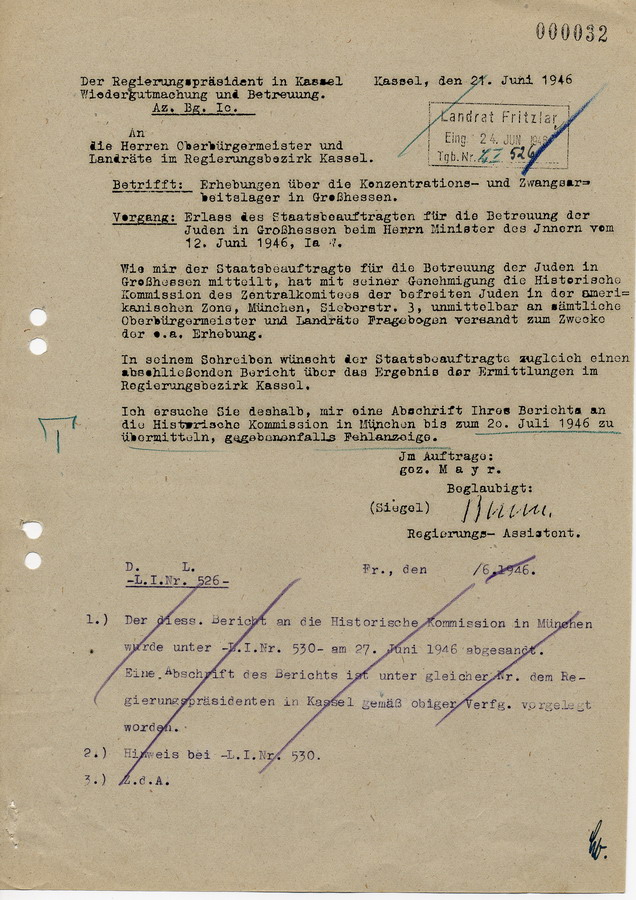 000032
Der Regierungspräsident in Kassel Kassel, den 21. Juni 1946
Wiedergutmachung und Betreuung.
Az. Bg. Ic.
Landrat Fritzlar
Eing. 24. JUN 1946
Tgb. Nr. L I 526
An
die Herren Oberbürgermeister und
Landräte im Regierungsbezirk Kassel.
Betrifft: Erhebungen über die Konzentrations- und Zwangsar=
beitslager in Großhessen.
Vorgang: Erlass des Staatsbeauftragten für die Betreuung der
Juden in Großhessen beim Herrn Minister des Jnnern vom
12. Juni 1946, Ia
Wie mir der Staatsbeauftragte für die Betreuung der Juden in
Großhessen mitteilt, hat mit seiner Genehmigung die Historische
Kommission des Zentralkomitees der befreiten Juden in der ameri=
kanischen Zone, München, Sieberstr. 3, unmittelbar an sämtliche
Oberbürgermeister und Landräte Fragebogen versandt zum Zwecke
der o.a. Erhebung.
In seinem Schreiben wünscht der Staatsbeauftragte zugleich einen
abschließenden Bericht über das Ergebnis der Ermittlungen im
Regierungsbezirk Kassel.
Ich ersuche Sie deshalb, mir eine Abschrift Ihres Berichts an
die Historische Kommission in München bis zum 20. Juli 1946 zu
übermitteln, gegebenenfalls Fehlanzeige.
Jm Auftrage:
gez. M a y r.
Beglaubigt:
(Siegel)
Regierungs- Assistent.
D. L. Fr., den /6.1946.
-L.I.Nr. 526-
1.) Der diess. Bericht an die Historische Kommission in München
wurde unter -L.I.Nr. 530- am 27. Juni 1946 abgesandt.
Eine Abschrift des Berichts ist unter gleicher Nr. dem Re-
gierungspräsidenten in Kassel gemäß obiger Verfg. vorgelegt
worden.
2.) Hinweis bei -L.I.Nr. 530.
3.) Z.d.A.